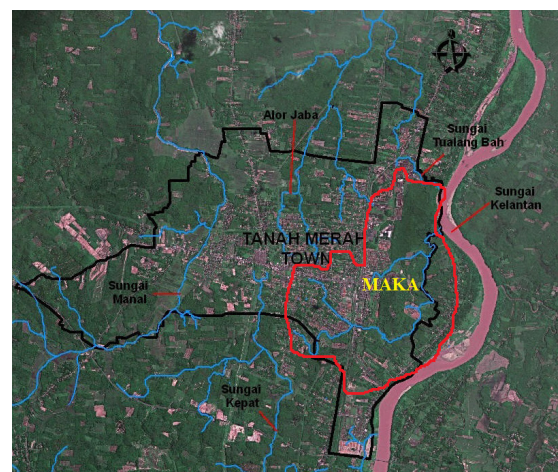 Alor Jaba
Sungai
Tualang Bah
Sungai
Kelantan
TANAH MERAH
TOWN
MAKA
Sungai
Manal
Sungai
Kepat